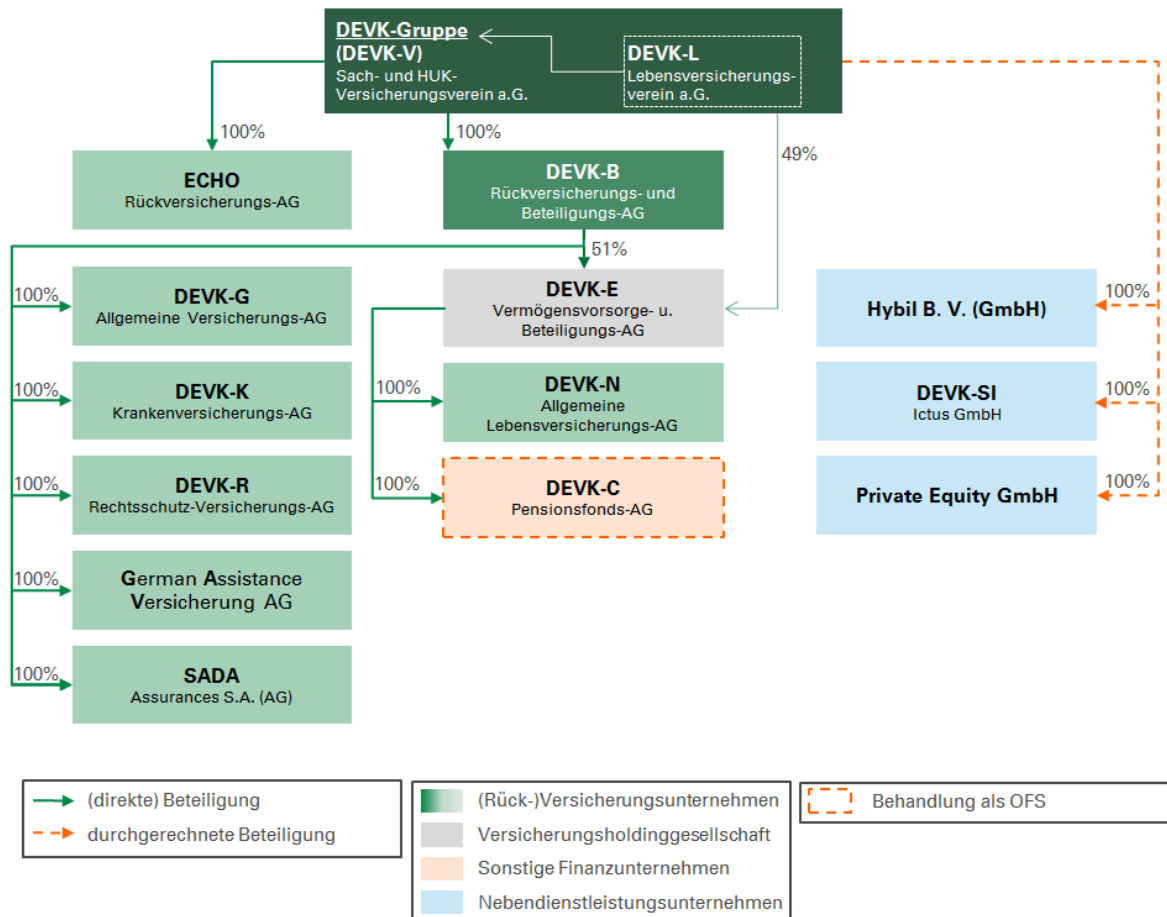 DEVK-Gruppe
(DEVK-V)
Sach- und HUK-
Versicherungsverein a.G.
DEVK-L
Lebensversicherungs-
verein a.G.
100%
100%
49%
ECHO
Rückversicherungs-AG
DEVK-B
Rückversicherungs- und
Beteiligungs-AG
51%
100%
DEVK-G
Allgemeine Versicherungs-AG
DEVK-E
Vermögensvorsorge- u.
Beteiligungs-AG
Hybil B. V. (GmbH)
100%
100%
DEVK-K
Krankenversicherungs-AG
100%
DEVK-N
Allgemeine
Lebensversicherungs-AG
DEVK-SI
Ictus GmbH
100%
100%
DEVK-R
Rechtsschutz-Versicherungs-AG
100%
DEVK-C
Pensionsfonds-AG
Private Equity GmbH
100%
100%
German Assistance
Versicherung AG
100%
SADA
Assurances S.A. (AG)
(direkte) Beteiligung
durchgerechnete Beteiligung
(Rück-)Versicherungsunternehmen
Versicherungsholdinggesellschaft
Sonstige Finanzunternehmen
Nebendienstleistungsunternehmen
Behandlung als OFS